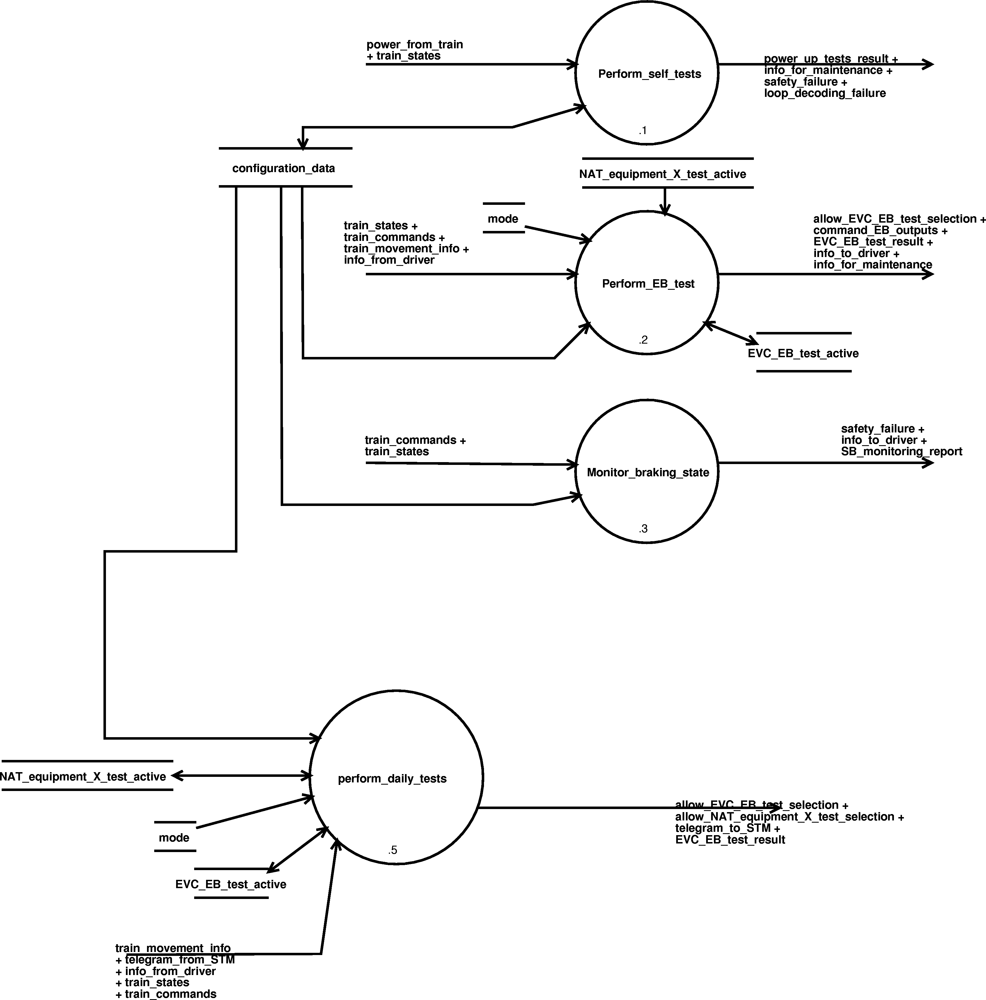 power_from_train
+ train_states
Perform_self_tests
.1
power_up_tests_result +
info_for_maintenance +
safety_failure +
loop_decoding_failure
configuration_data
NAT_equipment_X_test_active
mode
train_states +
train_commands +
train_movement_info +
info_from_driver
Perform_EB_test
.2
allow_EVC_EB_test_selection +
command_EB_outputs +
EVC_EB_test_result +
info_to_driver +
info_for_maintenance
EVC_EB_test_active
train_commands +
train_states
Monitor_braking_state
.3
safety_failure +
info_to_driver +
SB_monitoring_report
NAT_equipment_X_test_active
perform_daily_tests
.5
mode
EVC_EB_test_active
allow_EVC_EB_test_selection +
allow_NAT_equipment_X_test_selection +
telegram_to_STM +
EVC_EB_test_result
train_movement_info
+ telegram_from_STM
+ info_from_driver
+ train_states
+ train_commands